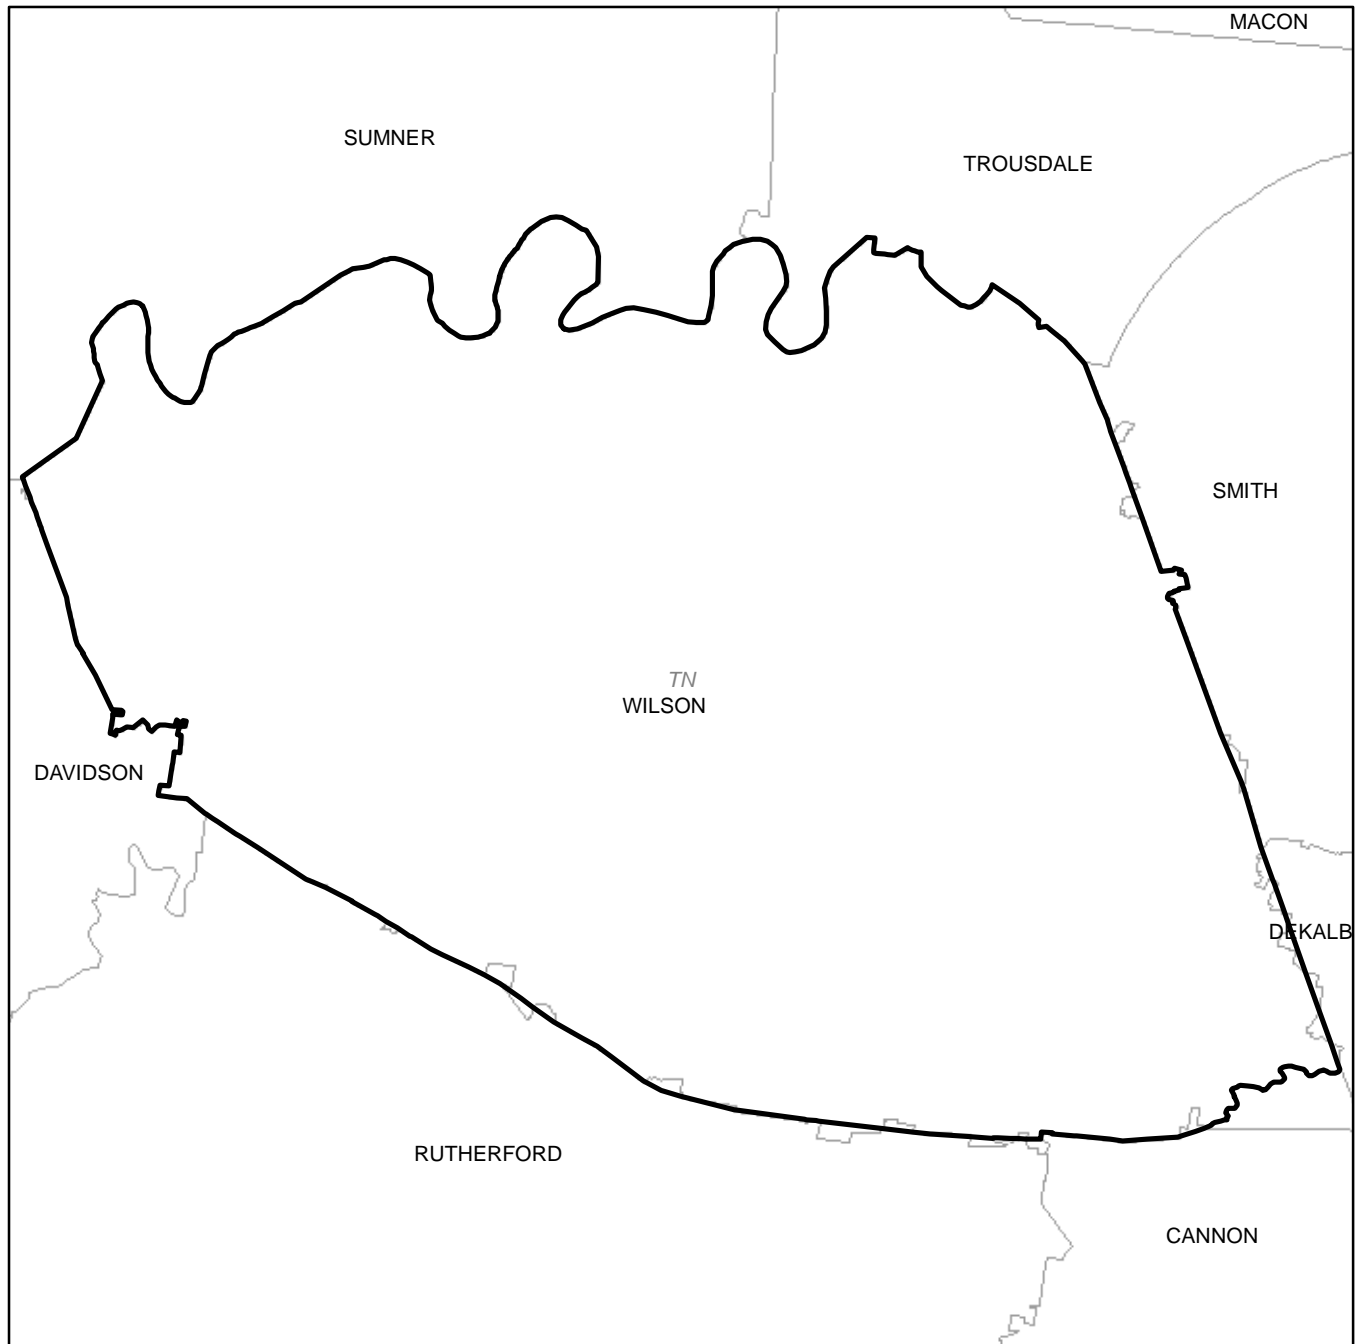 MACON
SUMNER
TROUSDALE
SMITH
TN
WILSON
DAVIDSON
DEKALB
RUTHERFORD
CANNON